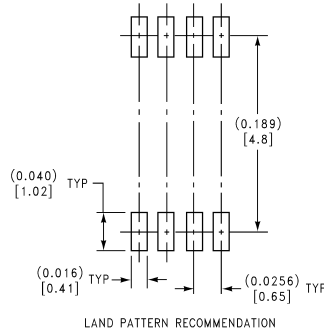 (0.189)
[4.8]
(0.040)
[1.02]
TYP
(0.016)
[0.41]
TYP
(0.0256)
[0.65]
TYP
LAND PATTERN RECOMMENDATION